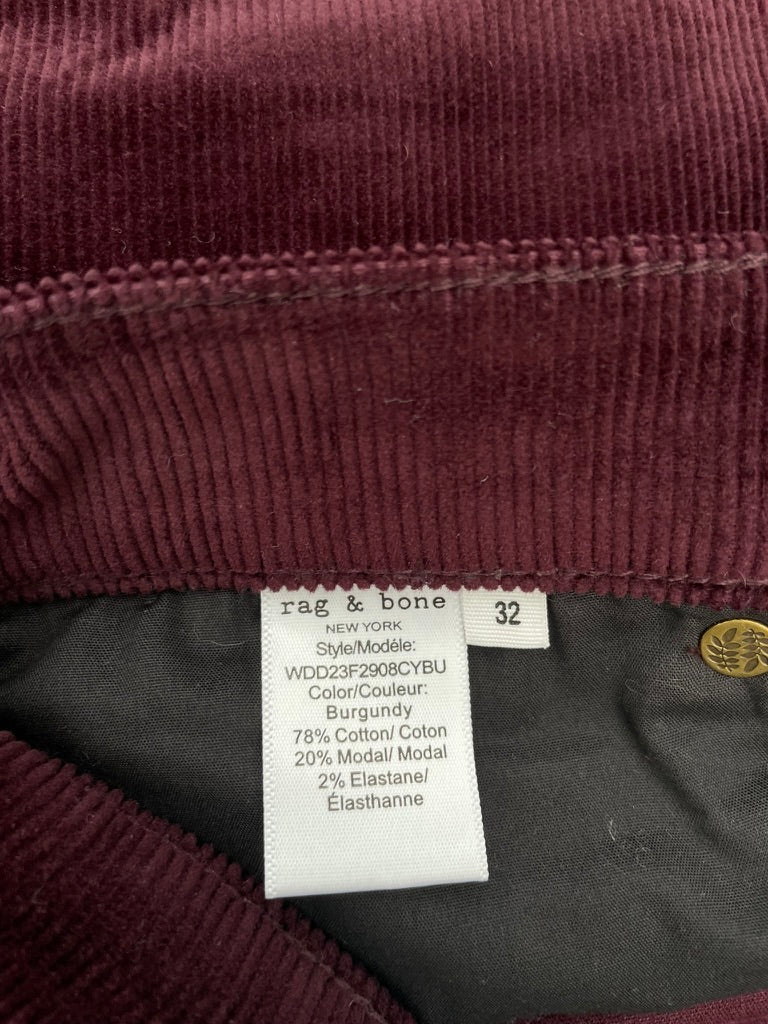 rag & bone
NEW YORK
Style/Modéle:
WDD23F2908CYBU
Color/Couleur:
Burgundy
78% Cotton/ Coton
20% Modal/ Modal
2% Elastane/
Élasthanne
32